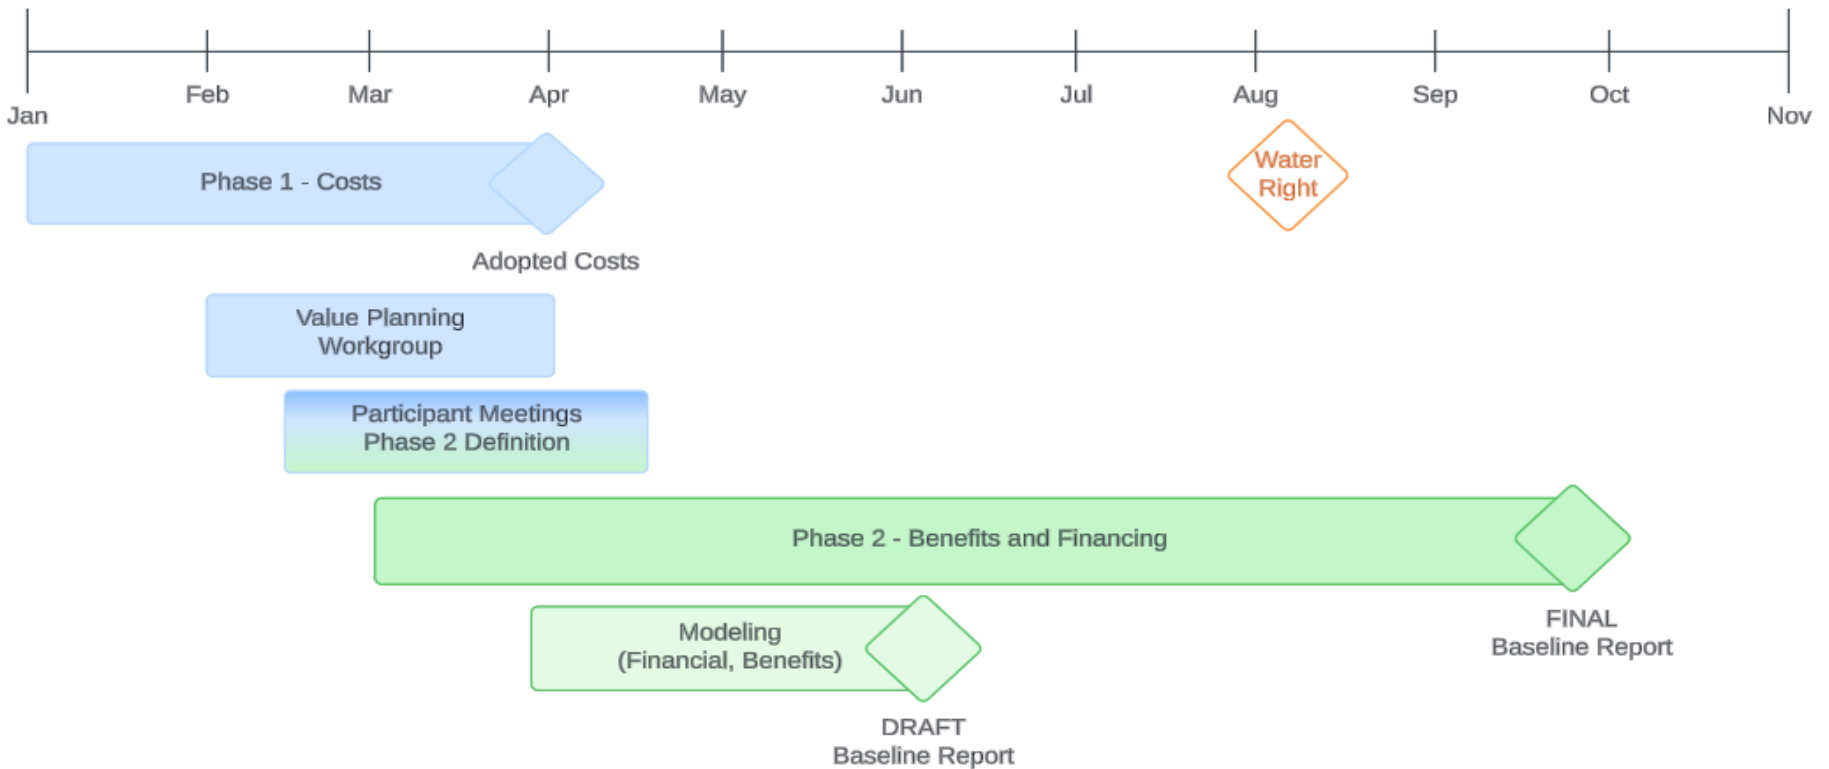 Jan
Feb
Mar
Apr
May
Jun
Jul
Aug
Sep
Oct
Nov
Phase 1 - Costs
Water
Right
Adopted Costs
Value Planning
Workgroup
Participant Meetings
Phase 2 Definition
Phase 2 - Benefits and Financing
FINAL
Baseline Report
Modeling
(Financial, Benefits)
DRAFT
Baseline Report